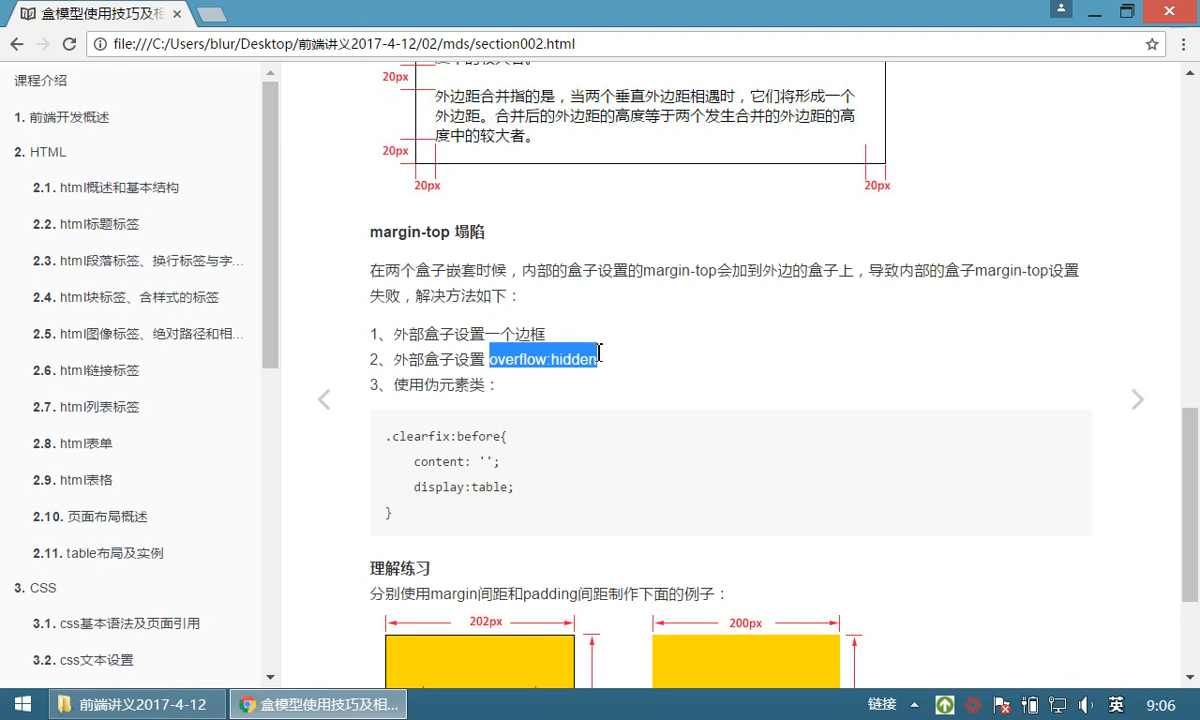 盒模型使用技巧及相
file:///C:/Users/blur/Desktop/前端讲义2017-4-12/02/mds/section002.html
课程介绍
1. 前端开发概述
2. HTML
2.1. html概述和基本结构
2.2. html标题标签
2.3. html段落标签、换行标签与字...
2.4. html块标签、含样式的标签
2.5. html图像标签、绝对路径和相...
2.6. html链接标签
2.7. html列表标签
2.8. html表单
2.9. html表格
2.10. 页面布局概述
2.11. table布局及实例
3. CSS
3.1. css基本语法及页面引用
3.2. css文本设置
度中的较大者。
20px
外边距合并指的是，当两个垂直外边距相遇时，它们将形成一个
外边距。合并后的外边距的高度等于两个发生合并的外边距的高
度中的较大者。
20px
20px
20px
margin-top 塌陷
在两个盒子嵌套时候，内部的盒子设置的margin-top会加到外边的盒子上，导致内部的盒子margin-top设置
失败，解决方法如下：
1、外部盒子设置一个边框
2、外部盒子设置 overflow:hidden
3、使用伪元素类：
.clearfix:before{
content: '';
display:table;
}
理解练习
分别使用margin间距和padding间距制作下面的例子：
202px
200px
前端讲义2017-4-12
盒模型使用技巧及相...
链接
英
9:06